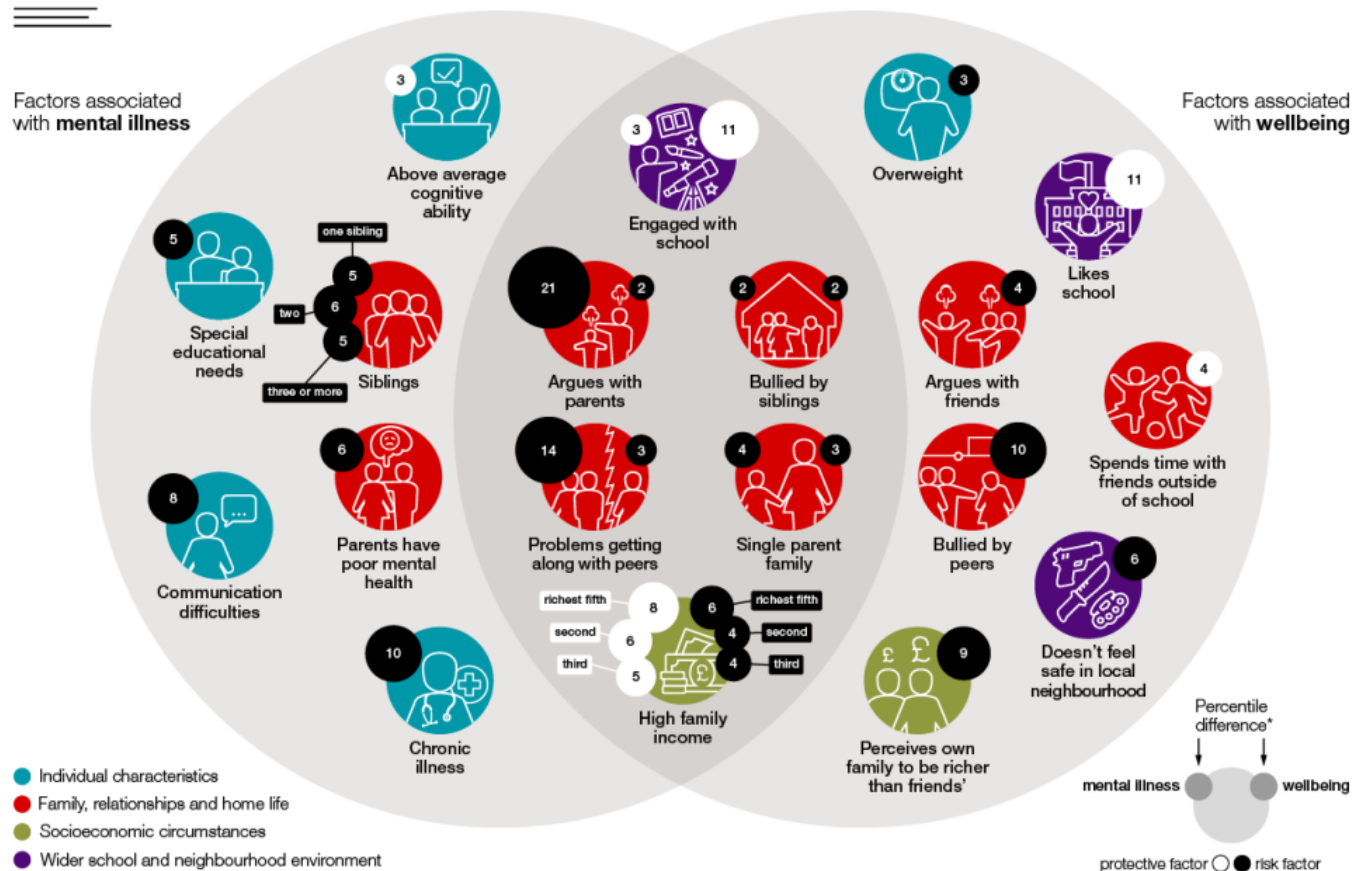 Factors associated
with mental illness
Factors associated
with wellbeing
3
Above average
cognitive
ability
3
11
Engaged with
school
3
Overweight
11
Likes
school
5
Special
educational
needs
one sibling
5
two
6
5
three or more
Siblings
21
2
Argues with
parents
2
2
Bullied by
siblings
4
Argues with
friends
4
Spends time with
friends outside
of school
8
...
Communication
difficulties
6
Parents have
poor mental
health
14
3
Problems getting
along with peers
4
3
Single parent
family
10
Bullied by
peers
6
Doesn't feel
safe in local
neighbourhood
10
Chronic
illness
richest fifth
8
6
richest fifth
second
6
4
second
third
5
£
4
third
High family
income
£ £
9
Perceives own
family to be richer
than friends'
Individual characteristics
Family, relationships and home life
Socioeconomic circumstances
Wider school and neighbourhood environment
Percentile
difference*
mental illness
wellbeing
protective factor
risk factor